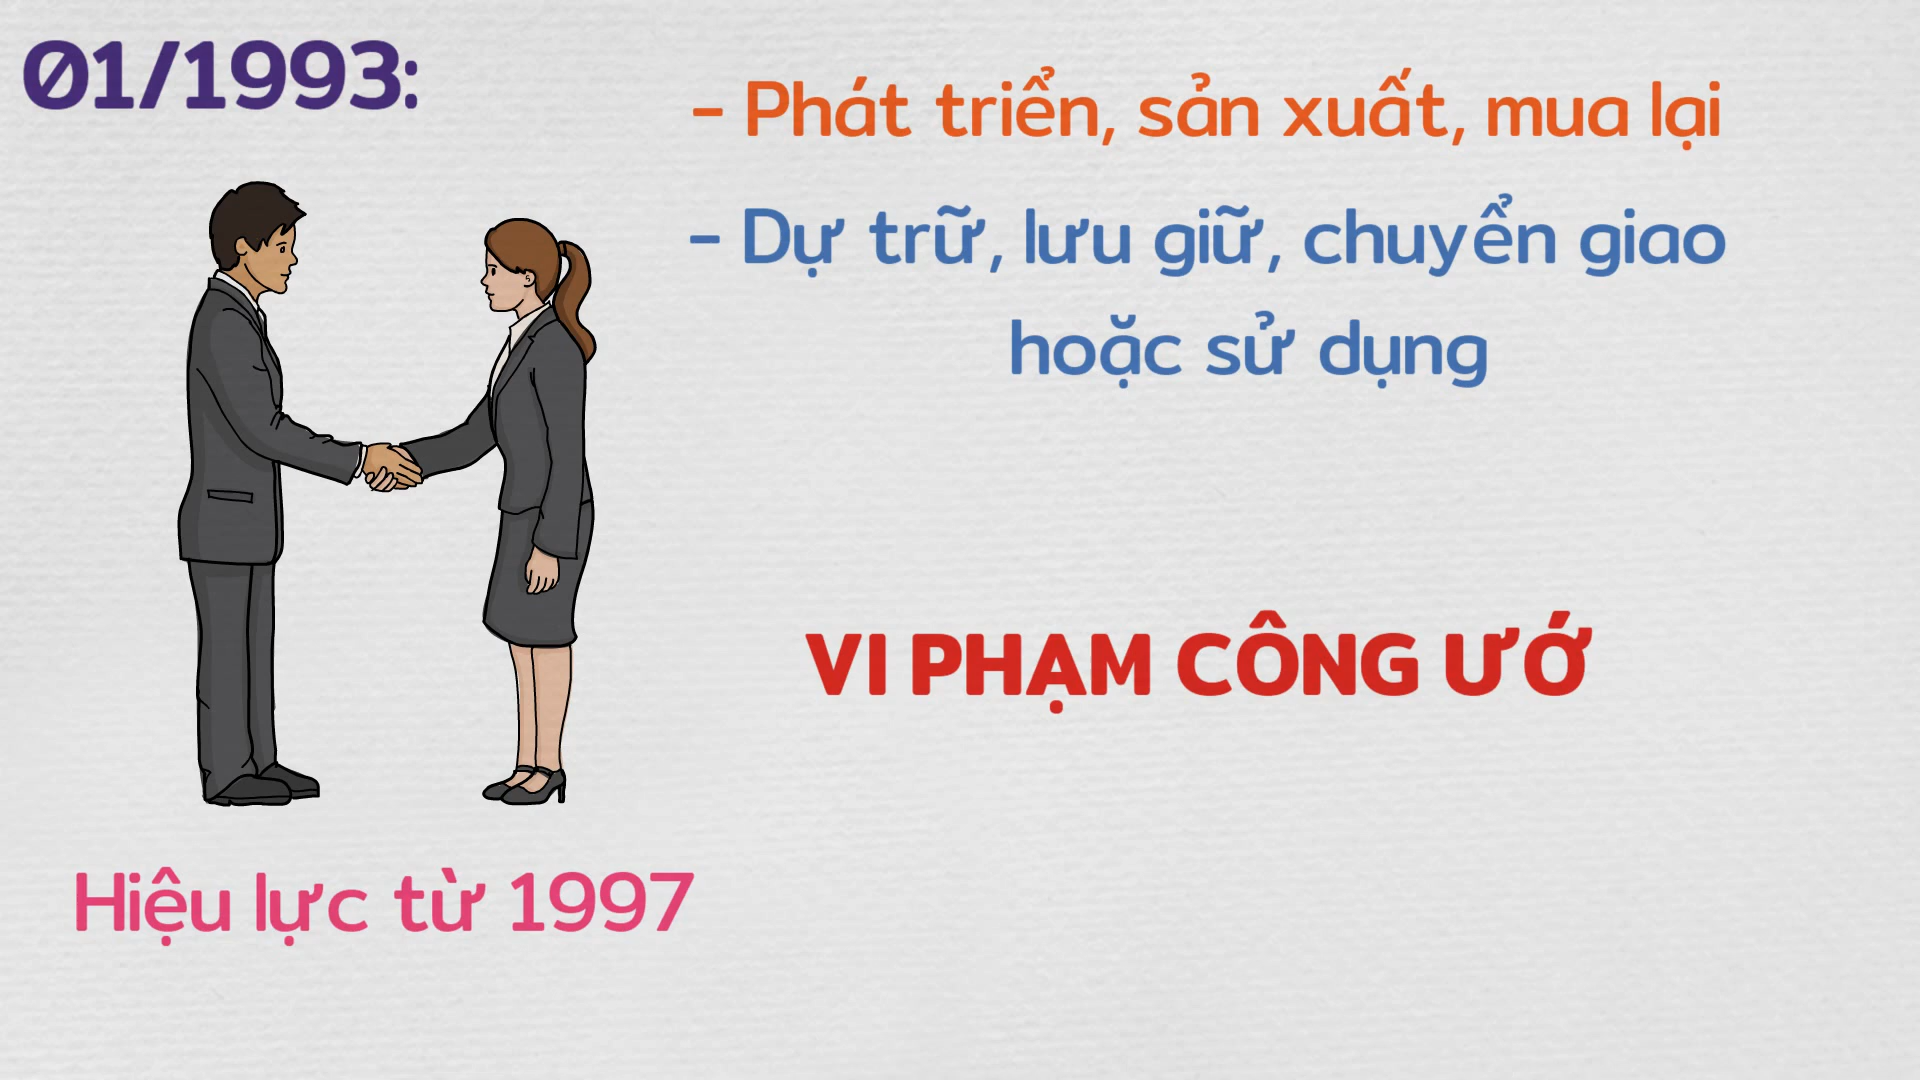 01/1993:
- Phát triển, sản xuất, mua lại
- Dự trữ, lưu giữ, chuyển giao
hoặc sử dụng
VI PHẠM CÔNG ƯỚ
Hiệu lực từ 1997